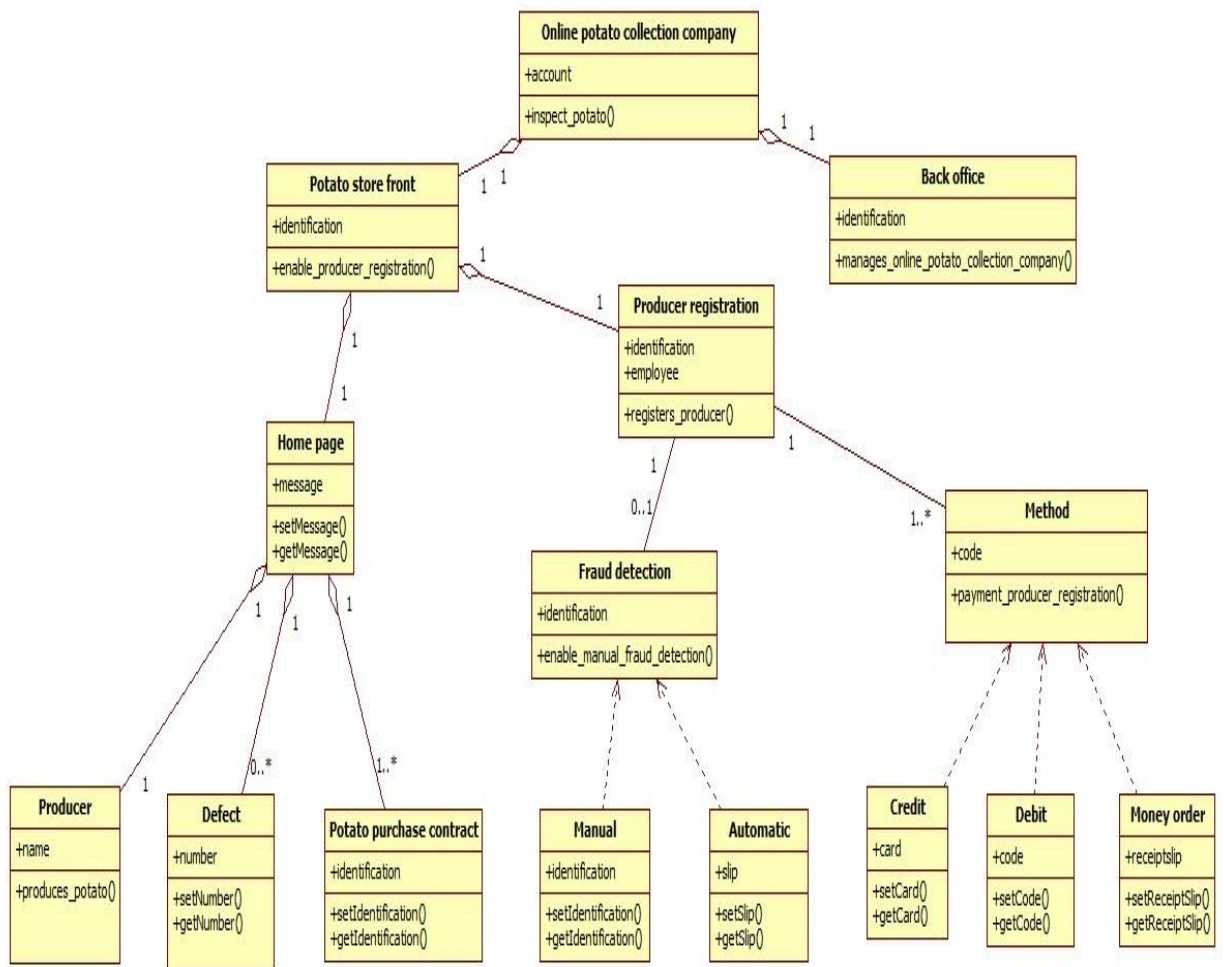 Online potato collection company
+account
+inspect_potato()
1
1
1
1
Potato store front
+identification
+enable_producer_registration()
Back office
+identification
+manages_online_potato_collection_company()
1
1
Producer registration
+identification
+employee
+registers_producer()
1
1
Home page
+message
+setMessage()
+getMessage()
1
1
0..1
1..*
Method
+code
+payment_producer_registration()
Fraud detection
+identification
+enable_manual_fraud_detection()
1
1
1
1
0..*
1..*
Producer
+name
+produces_potato()
Defect
+number
+setNumber()
+getNumber()
Potato purchase contract
+identification
+setIdentification()
+getIdentification()
Manual
+identification
+setIdentification()
+getIdentification()
Automatic
+slip
+setSlip()
+getSlip()
Credit
+card
+setCard()
+getCard()
Debit
+code
+setCode()
+getCode()
Money order
+receiptslip
+setReceiptSlip()
+getReceiptSlip()